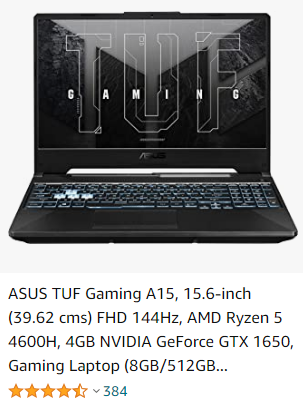 TUF
GAMING
ASUS
ASUS TUF Gaming A15, 15.6-inch
(39.62 cms) FHD 144Hz, AMD Ryzen 5
4600H, 4GB NVIDIA GeForce GTX 1650,
Gaming Laptop (8GB/512GB...
384